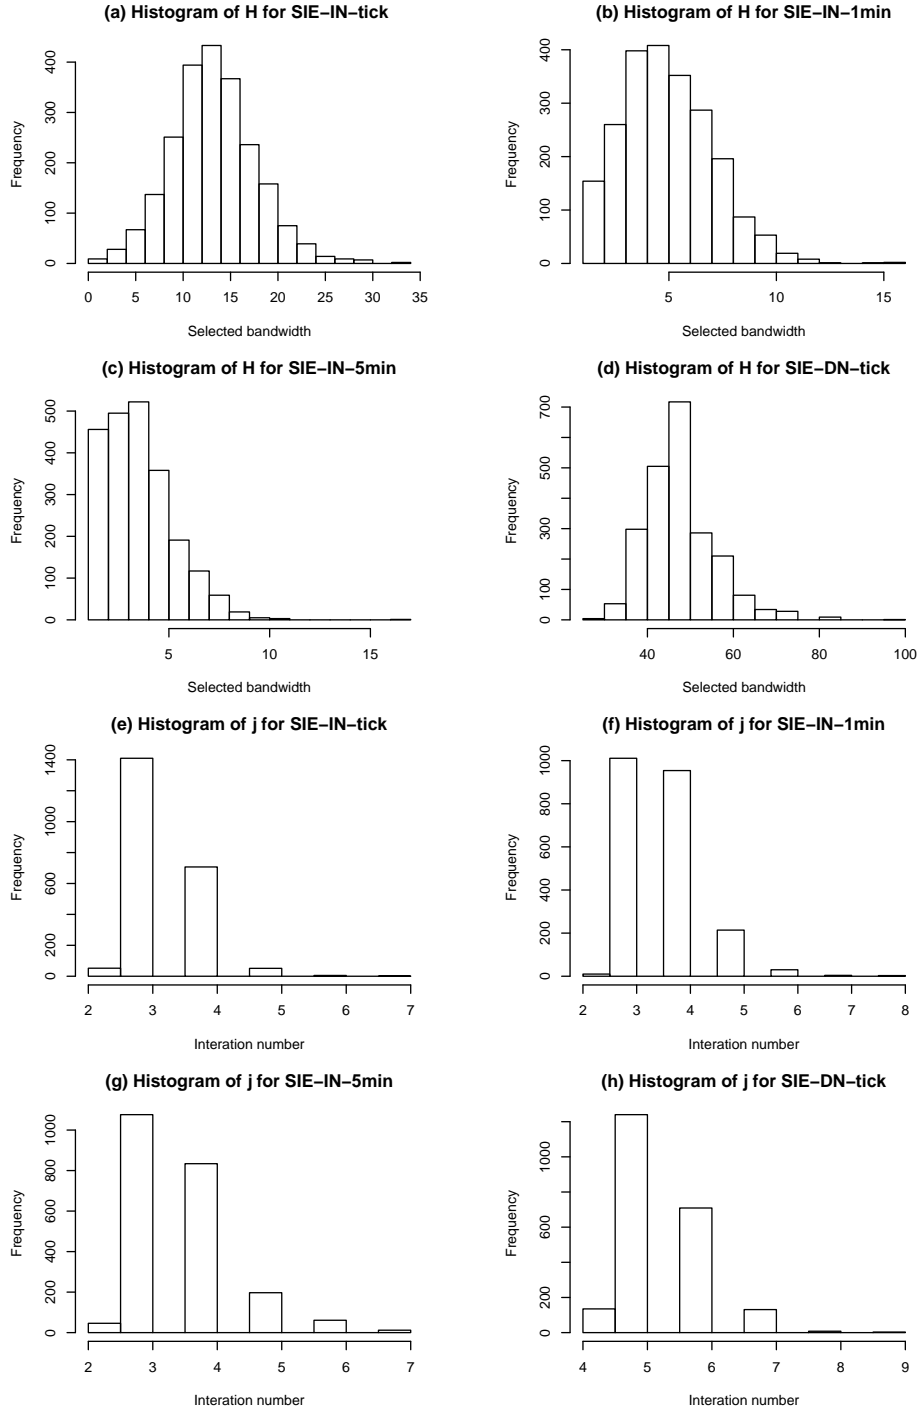 (a) Histogram of H for SIE−IN−tick
Frequency
0 100 200 300 400
0 5 10 15 20 25 30 35
Selected bandwidth
(b) Histogram of H for SIE−IN−1min
Frequency
0 100 200 300 400
5 10 15
Selected bandwidth
(c) Histogram of H for SIE−IN−5min
Frequency
0 100 200 300 400 500
5 10 15
Selected bandwidth
(d) Histogram of H for SIE−DN−tick
Frequency
0 100 300 500 700
40 60 80 100
Selected bandwidth
(e) Histogram of j for SIE−IN−tick
Frequency
0 200 600 1000 1400
2 3 4 5 6 7
Interation number
(f) Histogram of j for SIE−IN−1min
Frequency
0 200 400 600 800 1000
2 3 4 5 6 7 8
Interation number
(g) Histogram of j for SIE−IN−5min
Frequency
0 200 400 600 800 1000
2 3 4 5 6 7
Interation number
(h) Histogram of j for SIE−DN−tick
Frequency
0 200 600 1000
4 5 6 7 8 9
Interation number